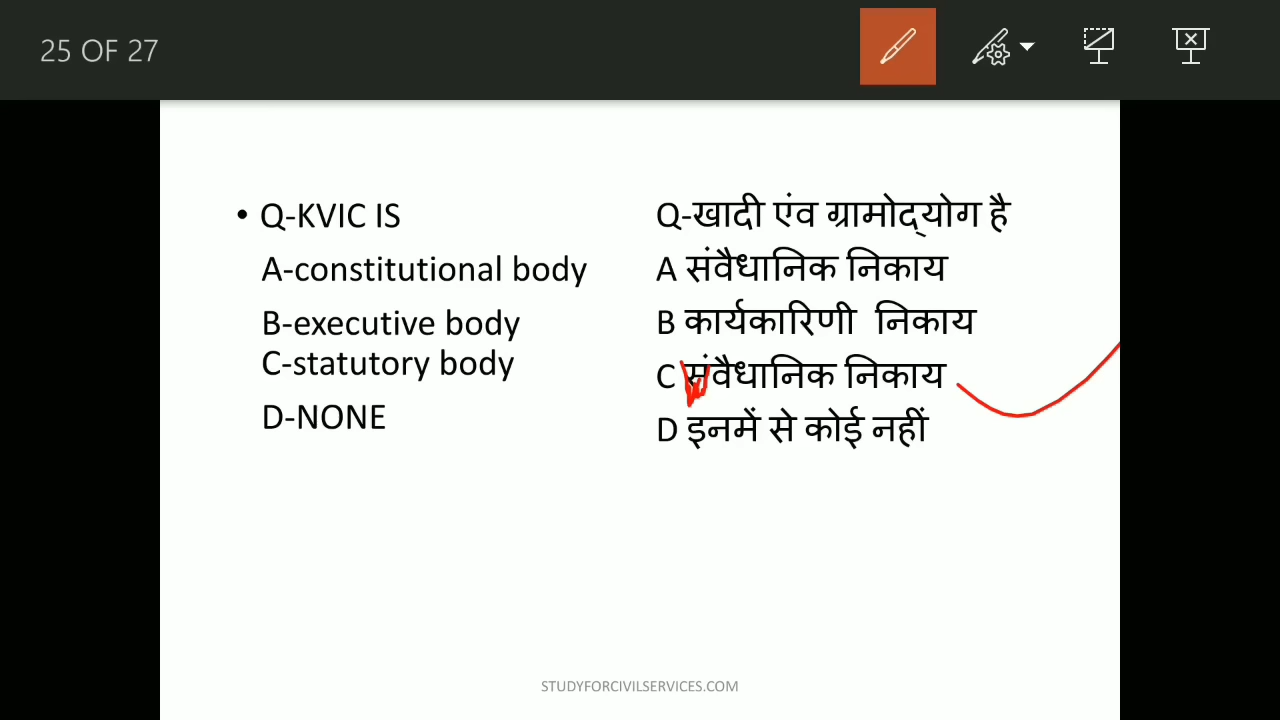 25 OF 27
• Q-KVIC IS
A-constitutional body
B-executive body
C-statutory body
D-NONE
Q-खादी एंव ग्रामोद्योग है
A संवैधानिक निकाय
B कार्यकारिणी निकाय
C संवैधानिक निकाय
D इनमें से कोई नहीं
STUDYFORCIVILSERVICES.COM